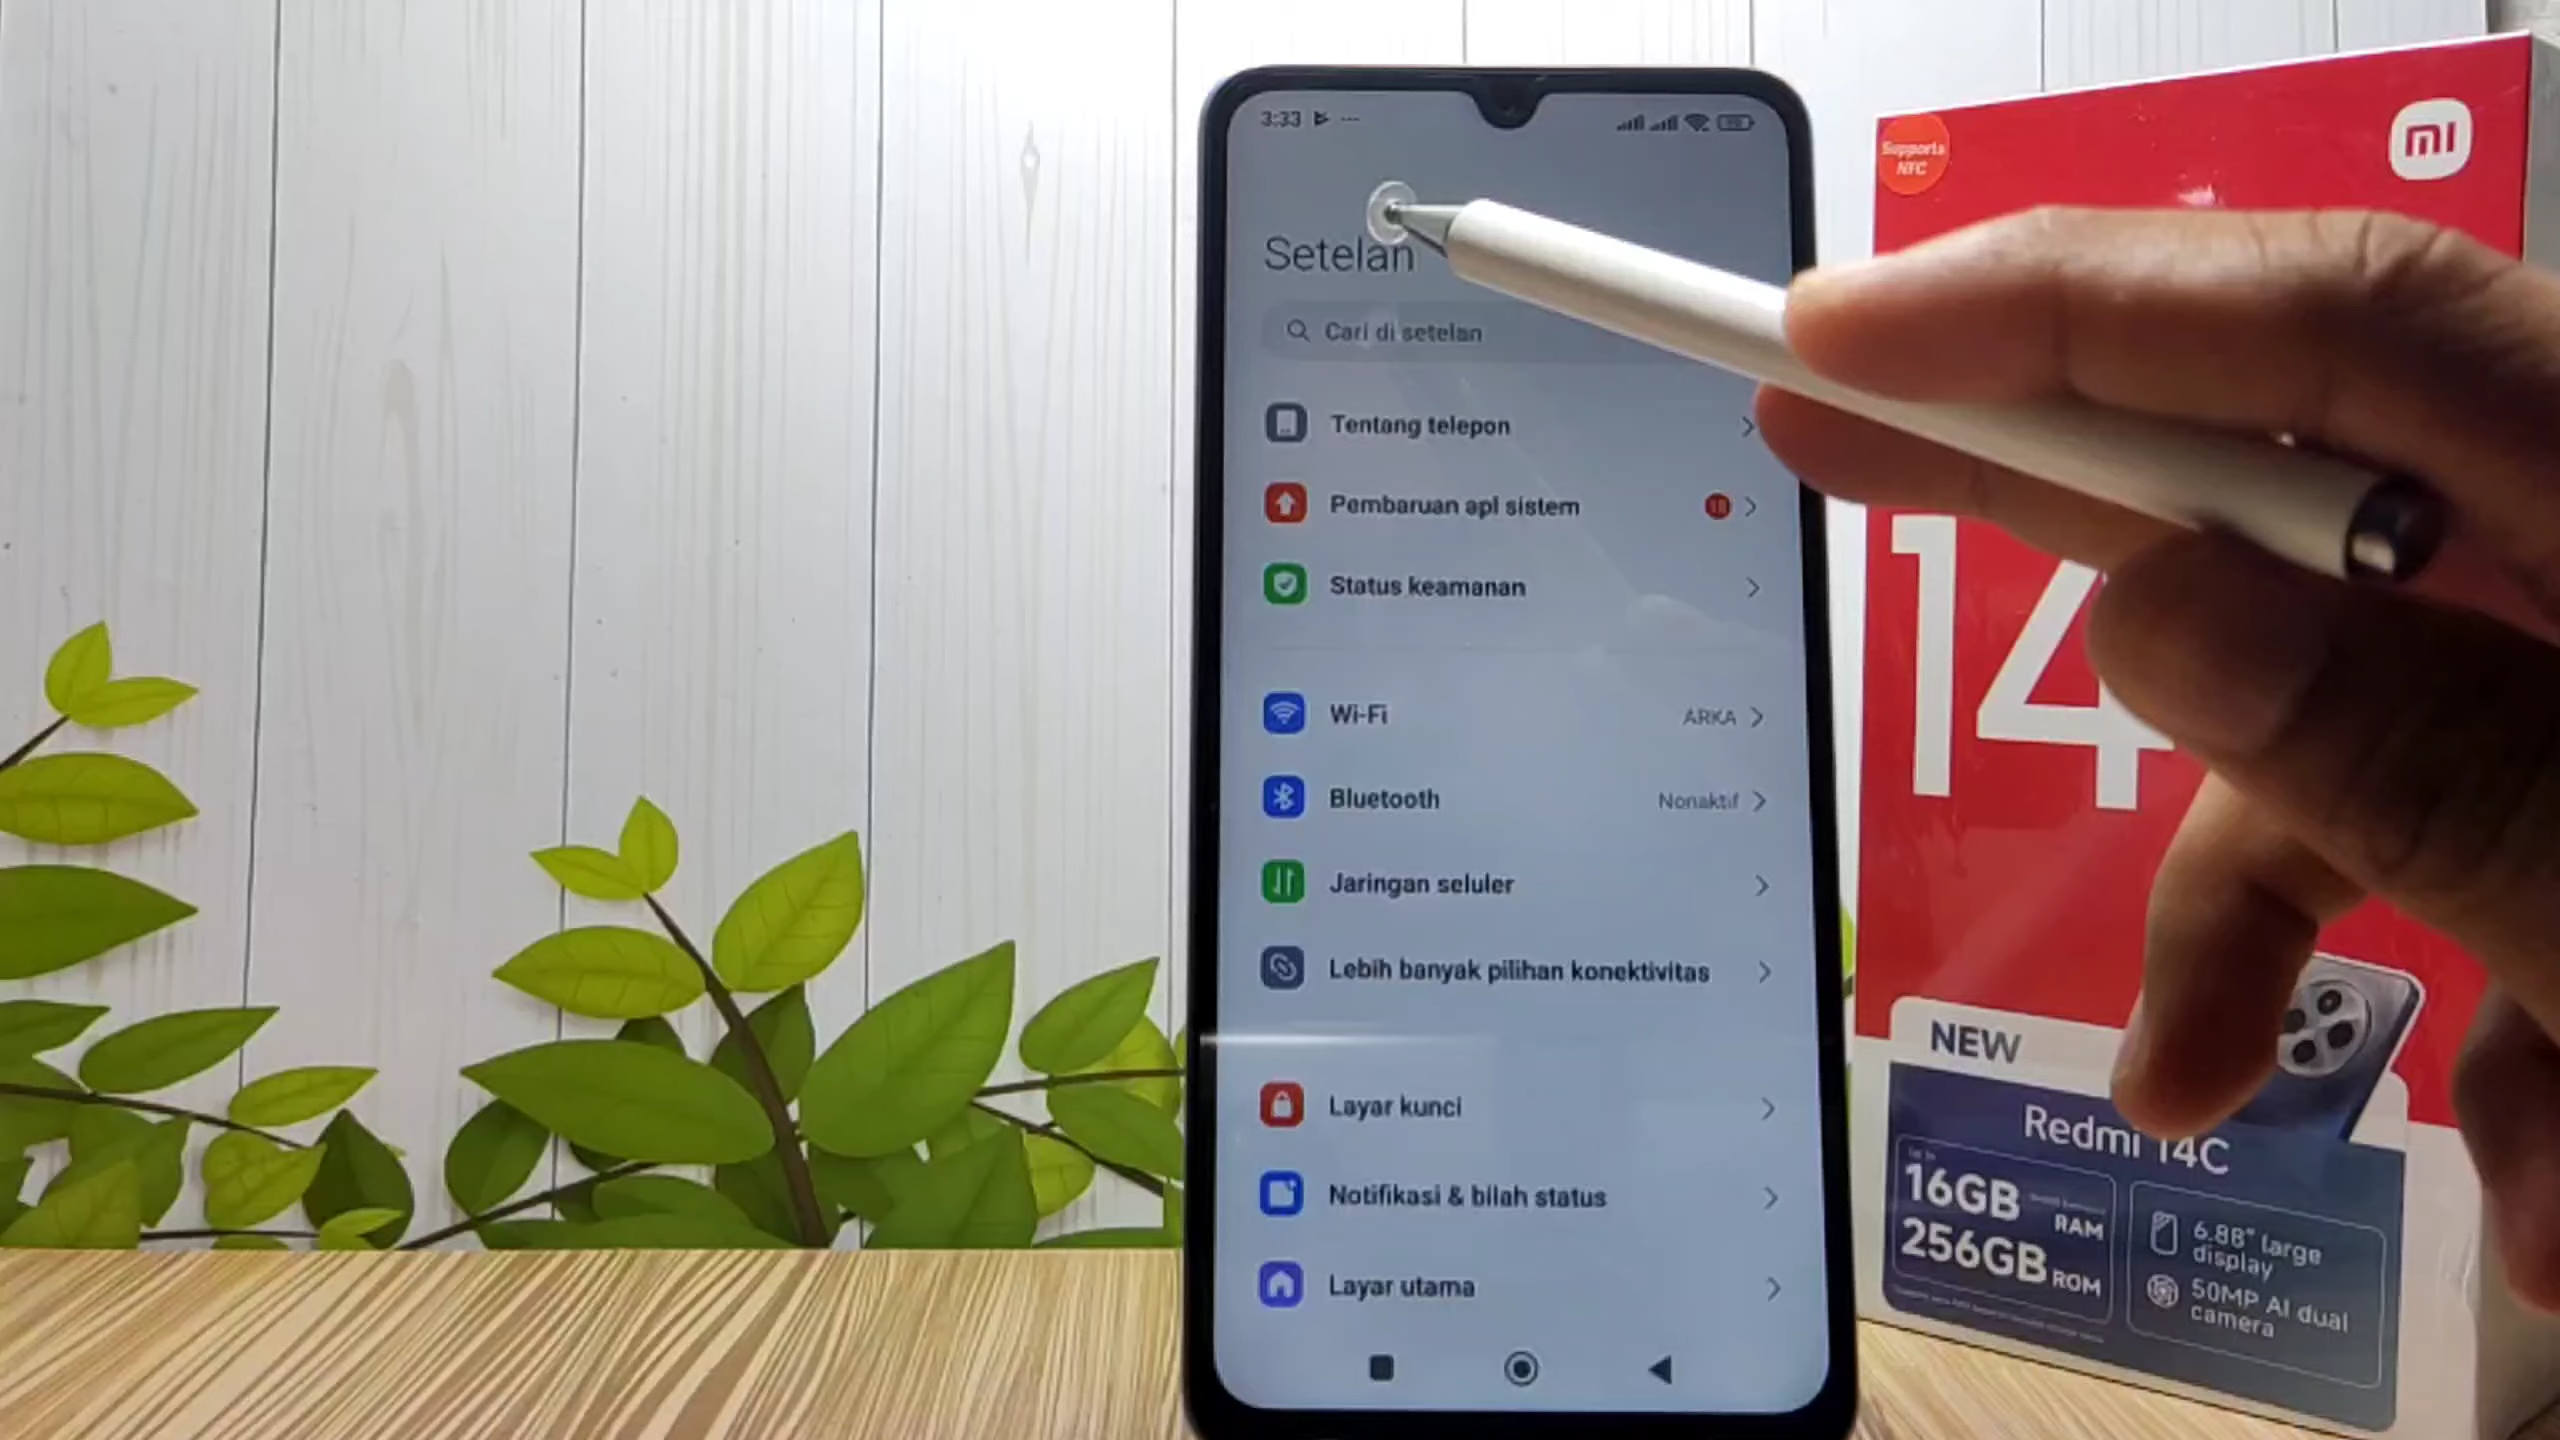 3:33
Setelan
Cari di setelan
Tentang telepon
Pembaruan apl sistem
Status keamanan
Wi-Fi ARKA
Bluetooth Nonaktif
Jaringan seluler
Lebih banyak pilihan konektivitas
Layar kunci
Notifikasi & bilah status
Layar utama
Supports
NFC
mi
14
NEW
Redmi 14C
Up to
16GB
RAM
256GB ROM
6.88" large
display
50MP AI dual
camera